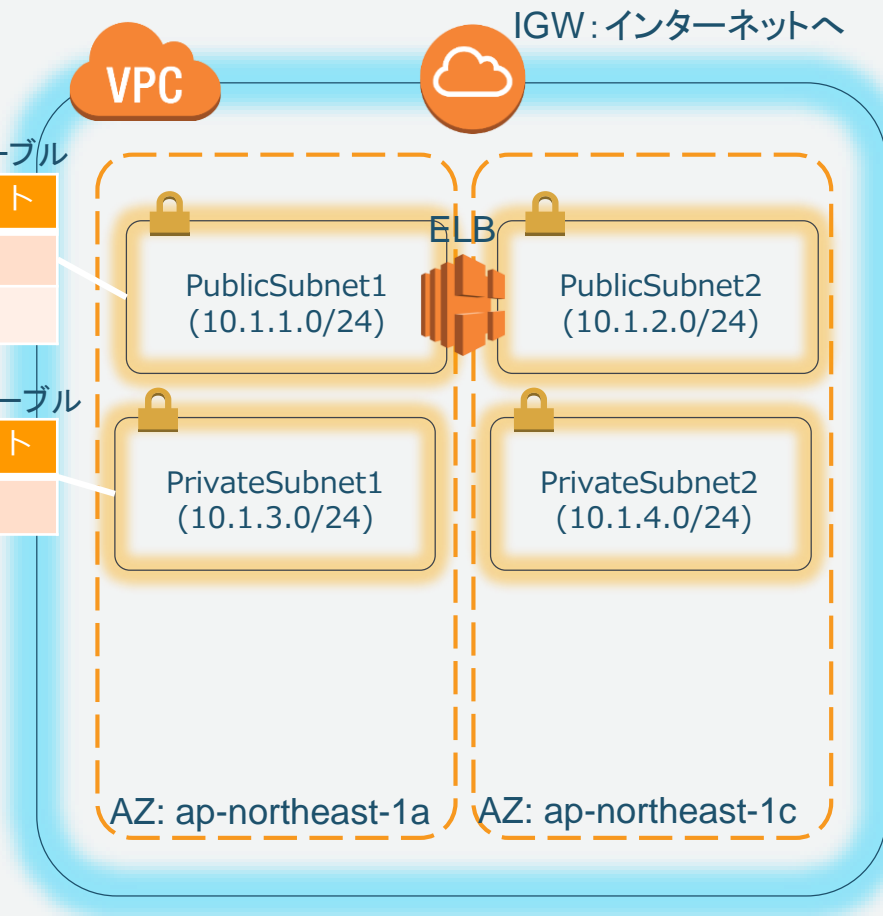 IGW：インターネットへ
VPC
ーブル
ト
ELB
PublicSubnet1
(10.1.1.0/24)
PublicSubnet2
(10.1.2.0/24)
ーブル
ト
PrivateSubnet1
(10.1.3.0/24)
PrivateSubnet2
(10.1.4.0/24)
AZ: ap-northeast-1a
AZ: ap-northeast-1c